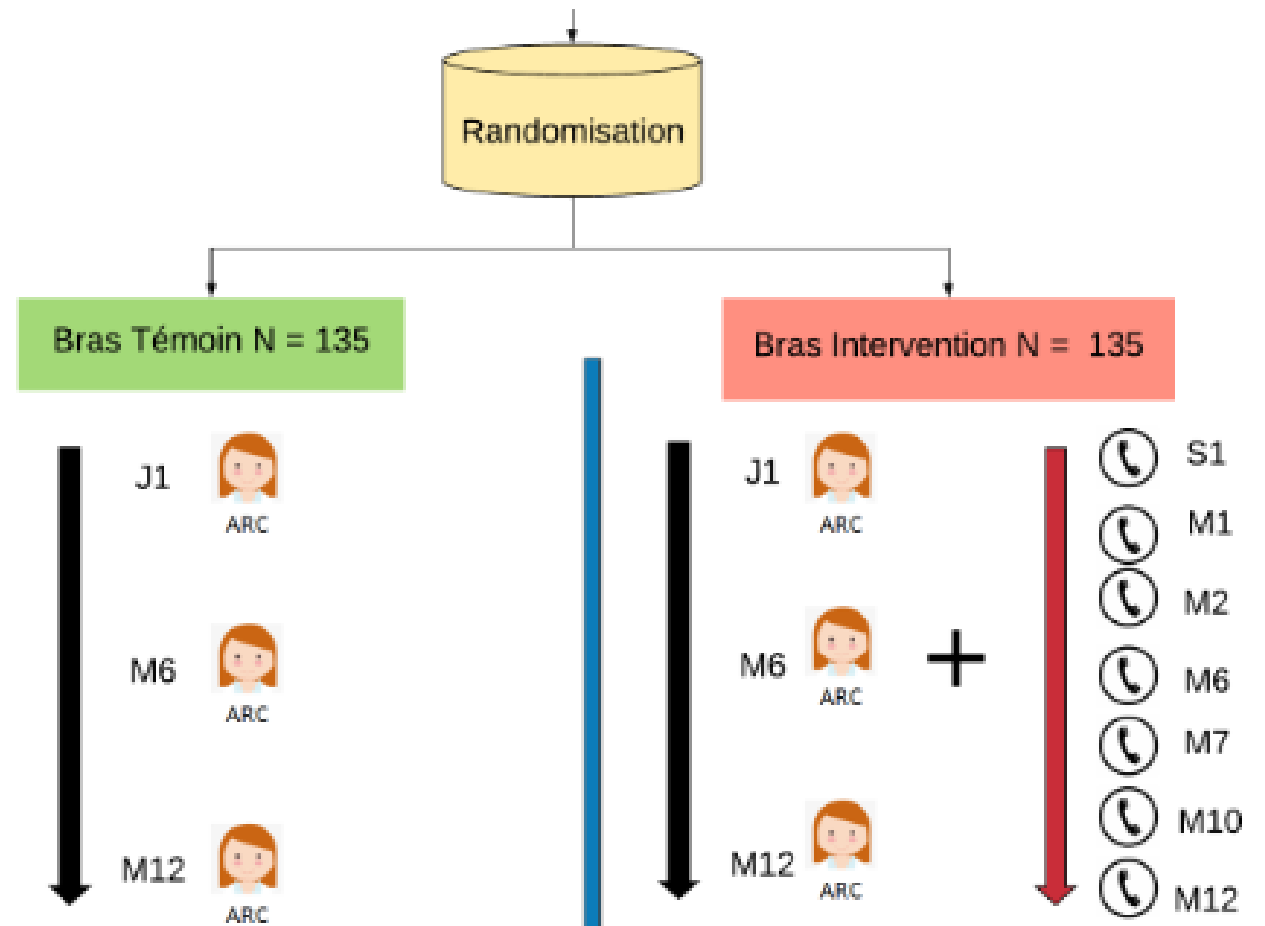 Randomisation
Bras Témoin N = 135
J1
ARC
M6
ARC
M12
ARC
Bras Intervention N = 135
J1
ARC
M6
ARC
M12
ARC
+
S1
M1
M2
M6
M7
M10
M12